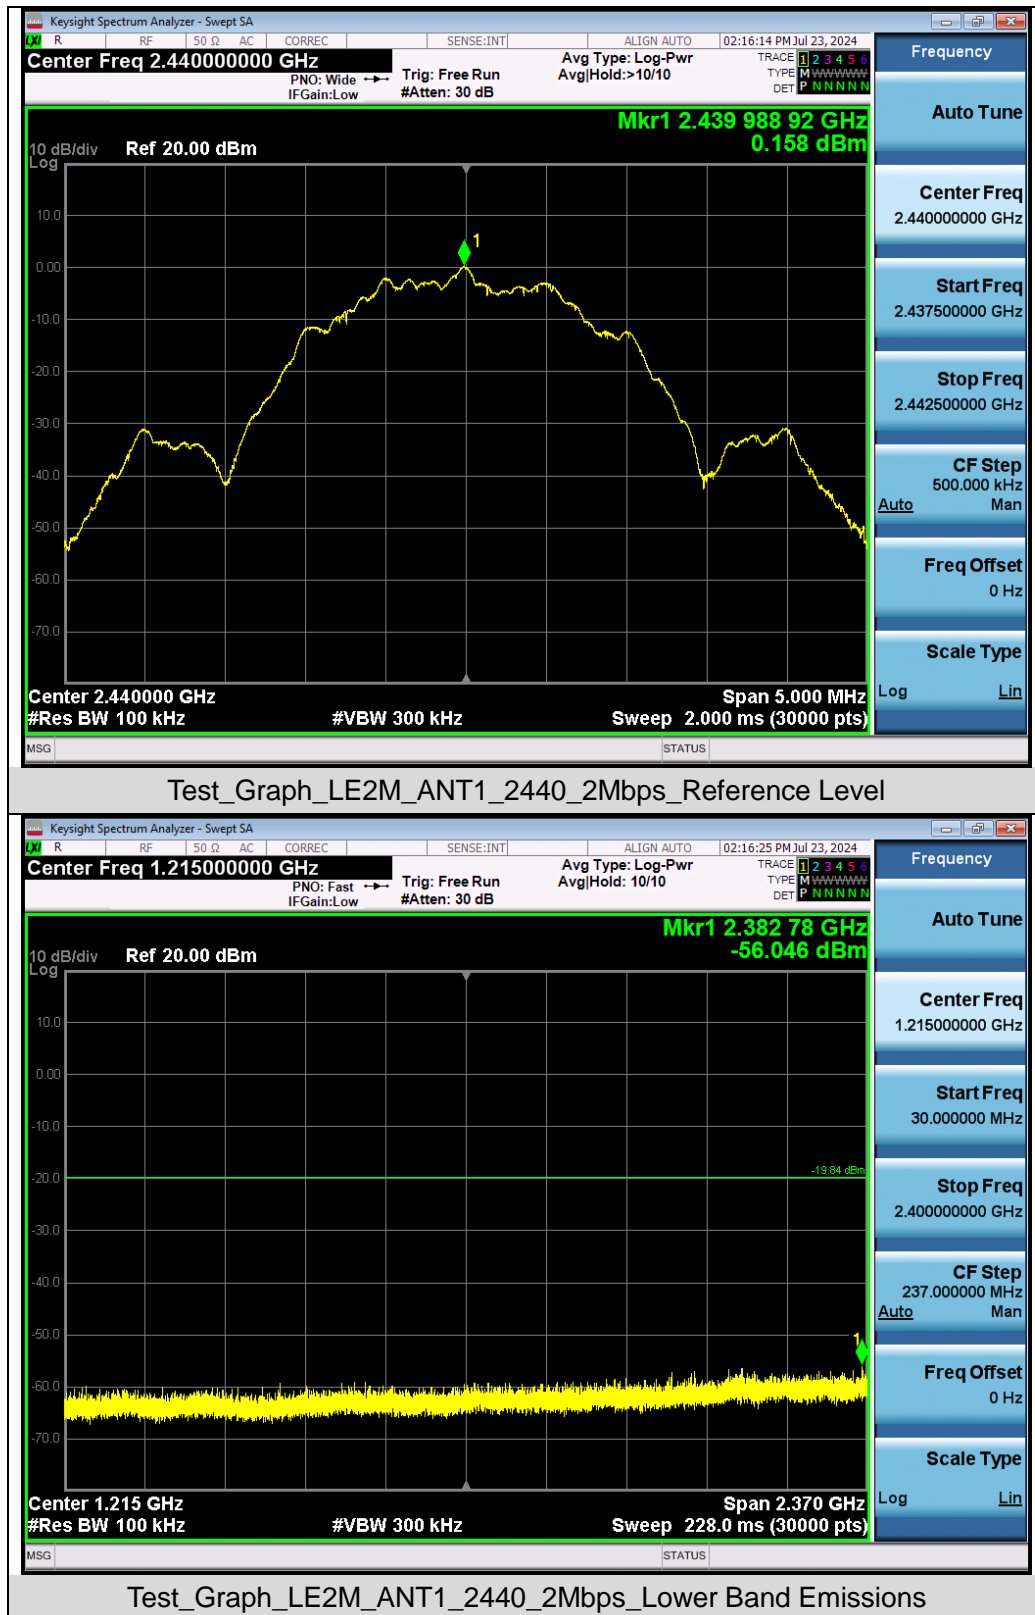 Keysight Spectrum Analyzer - Swept SA
LXI R RF 50 Ω AC CORREC SENSE:INT ALIGN AUTO 02:16:14 PM Jul 23, 2024
Center Freq 2.440000000 GHz
PNO: Wide
IFGain:Low
Trig: Free Run
#Atten: 30 dB
Avg Type: Log-Pwr
Avg|Hold:>10/10
TRACE 1 2 3 4 5 6
TYPE M WWWWW
DET P N N N N N
Mkr1 2.439 988 92 GHz
0.158 dBm
10 dB/div Ref 20.00 dBm
Log
1
10.0
0.00
-10.0
-20.0
-30.0
-40.0
-50.0
-60.0
-70.0
Center 2.440000 GHz Span 5.000 MHz
#Res BW 100 kHz #VBW 300 kHz Sweep 2.000 ms (30000 pts)
MSG STATUS
Frequency
Auto Tune
Center Freq
2.440000000 GHz
Start Freq
2.437500000 GHz
Stop Freq
2.442500000 GHz
CF Step
500.000 kHz
Auto Man
Freq Offset
0 Hz
Scale Type
Log Lin
Test_Graph_LE2M_ANT1_2440_2Mbps_Reference Level
Keysight Spectrum Analyzer - Swept SA
LXI R RF 50 Ω AC CORREC SENSE:INT ALIGN AUTO 02:16:25 PM Jul 23, 2024
Center Freq 1.215000000 GHz
PNO: Fast
IFGain:Low
Trig: Free Run
#Atten: 30 dB
Avg Type: Log-Pwr
Avg|Hold: 10/10
TRACE 1 2 3 4 5 6
TYPE M WWWWW
DET P N N N N N
Mkr1 2.382 78 GHz
-56.046 dBm
10 dB/div Ref 20.00 dBm
Log
10.0
0.00
-10.0
-19.84 dBm
-20.0
-30.0
-40.0
-50.0
1
-60.0
-70.0
Center 1.215 GHz Span 2.370 GHz
#Res BW 100 kHz #VBW 300 kHz Sweep 228.0 ms (30000 pts)
MSG STATUS
Frequency
Auto Tune
Center Freq
1.215000000 GHz
Start Freq
30.000000 MHz
Stop Freq
2.400000000 GHz
CF Step
237.000000 MHz
Auto Man
Freq Offset
0 Hz
Scale Type
Log Lin
Test_Graph_LE2M_ANT1_2440_2Mbps_Lower Band Emissions